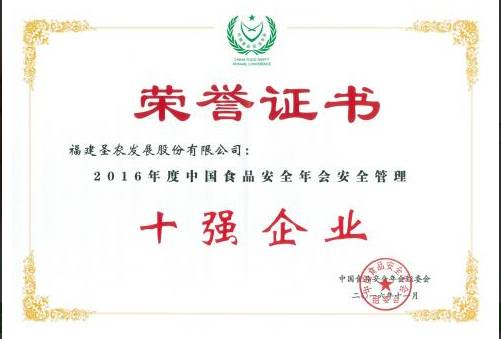 CHINA FOOD SAFETY
ANNUAL CONFERENCE
荣誉证书
福建圣农发展股份有限公司：
2016年度中国食品安全年会安全管理
十强企业
中国食品安全年会组委会
二〇一六年十一月